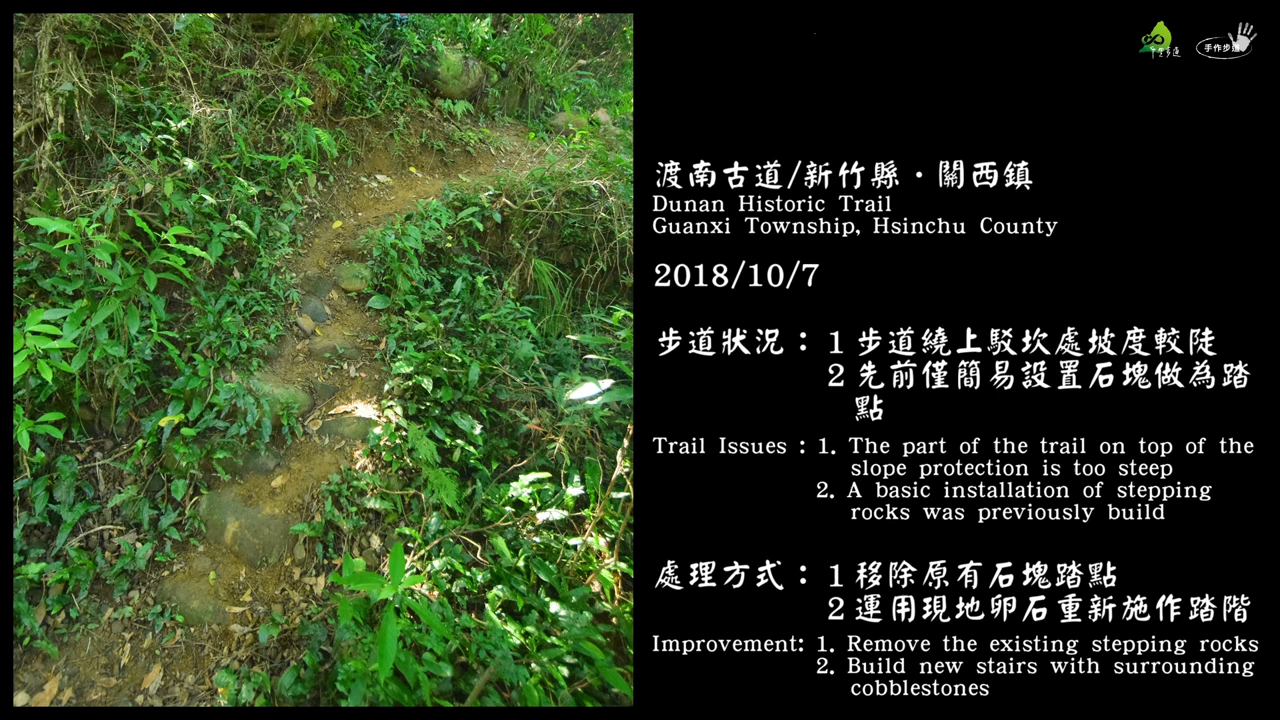 千里步道
手作步道
渡南古道/新竹縣・關西鎮
Dunan Historic Trail
Guanxi Township, Hsinchu County
2018/10/7
步道狀況：1 步道繞上駁坎處坡度較陡
2 先前僅簡易設置石塊做為踏
點
Trail Issues : 1. The part of the trail on top of the
slope protection is too steep
2. A basic installation of stepping
rocks was previously build
處理方式：1 移除原有石塊踏點
2 運用現地卵石重新施作踏階
Improvement: 1. Remove the existing stepping rocks
2. Build new stairs with surrounding
cobblestones